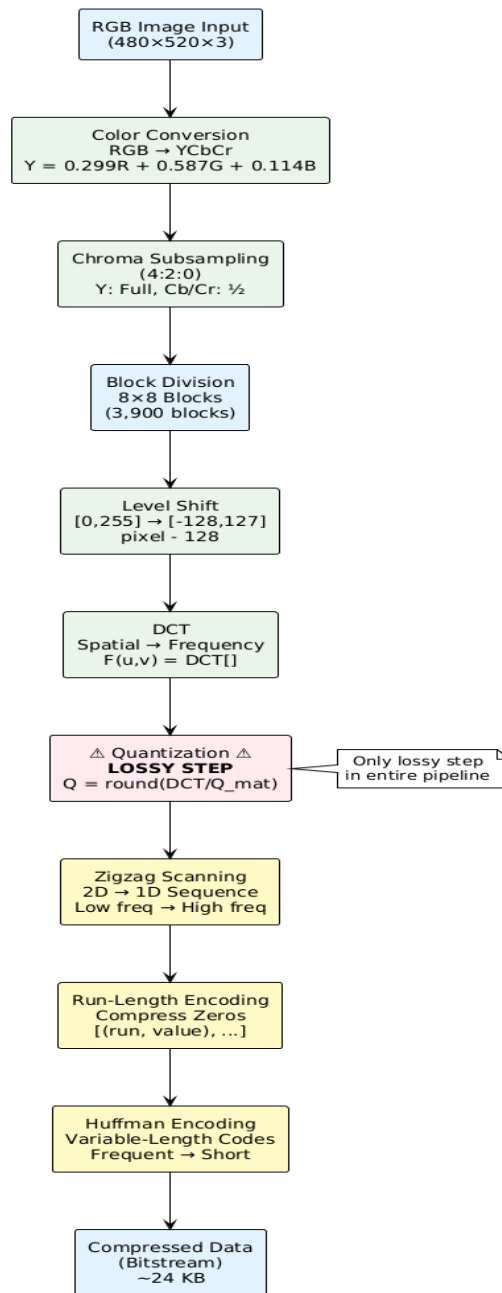 RGB Image Input
(480×520×3)
Color Conversion
RGB → YCbCr
Y = 0.299R + 0.587G + 0.114B
Chroma Subsampling
(4:2:0)
Y: Full, Cb/Cr: ½
Block Division
8×8 Blocks
(3,900 blocks)
Level Shift
[0,255] → [-128,127]
pixel - 128
DCT
Spatial → Frequency
F(u,v) = DCT[]
⚠ Quantization ⚠
LOSSY STEP
Q = round(DCT/Q_mat)
Only lossy step
in entire pipeline
Zigzag Scanning
2D → 1D Sequence
Low freq → High freq
Run-Length Encoding
Compress Zeros
[(run, value), ...]
Huffman Encoding
Variable-Length Codes
Frequent → Short
Compressed Data
(Bitstream)
~24 KB